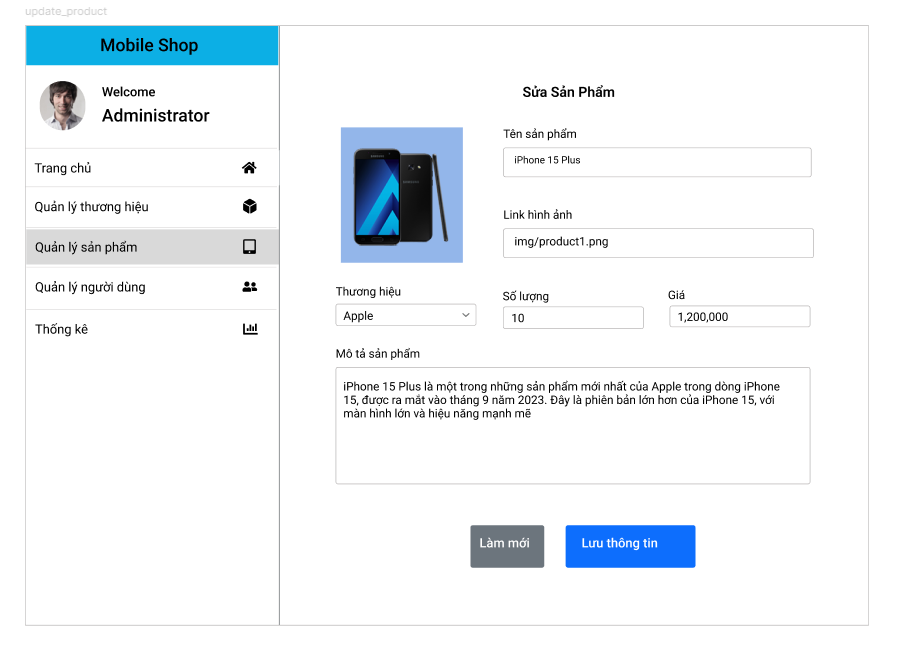 update_product
Mobile Shop
Welcome
Administrator
Trang chủ
Quản lý thương hiệu
Quản lý sản phẩm
Quản lý người dùng
Thống kê
Sửa Sản Phẩm
SAMSUNG
SAMSUNG
Tên sản phẩm
iPhone 15 Plus
Link hình ảnh
img/product1.png
Thương hiệu
Apple
Số lượng
10
Giá
1,200,000
Mô tả sản phẩm
iPhone 15 Plus là một trong những sản phẩm mới nhất của Apple trong dòng iPhone
15, được ra mắt vào tháng 9 năm 2023. Đây là phiên bản lớn hơn của iPhone 15, với
màn hình lớn và hiệu năng mạnh mẽ
Làm mới
Lưu thông tin